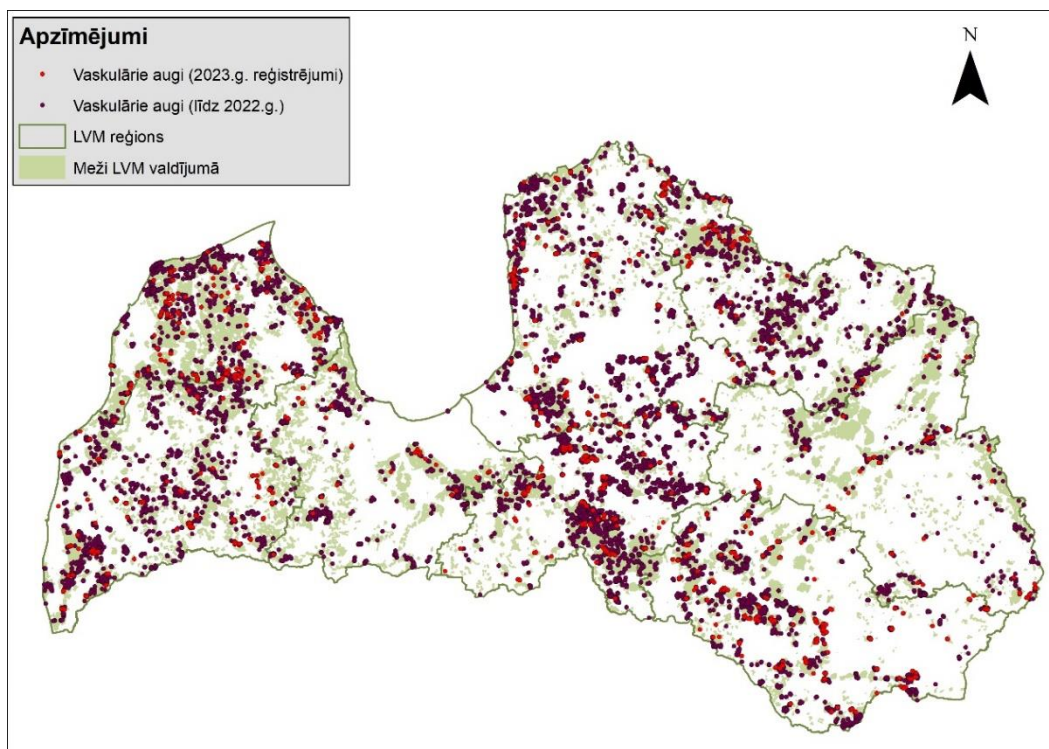 Apzīmējumi
Vaskulārie augi (2023.g. reģistrējumi)
Vaskulārie augi (līdz 2022.g.)
LVM reģions
Meži LVM valdījumā
N